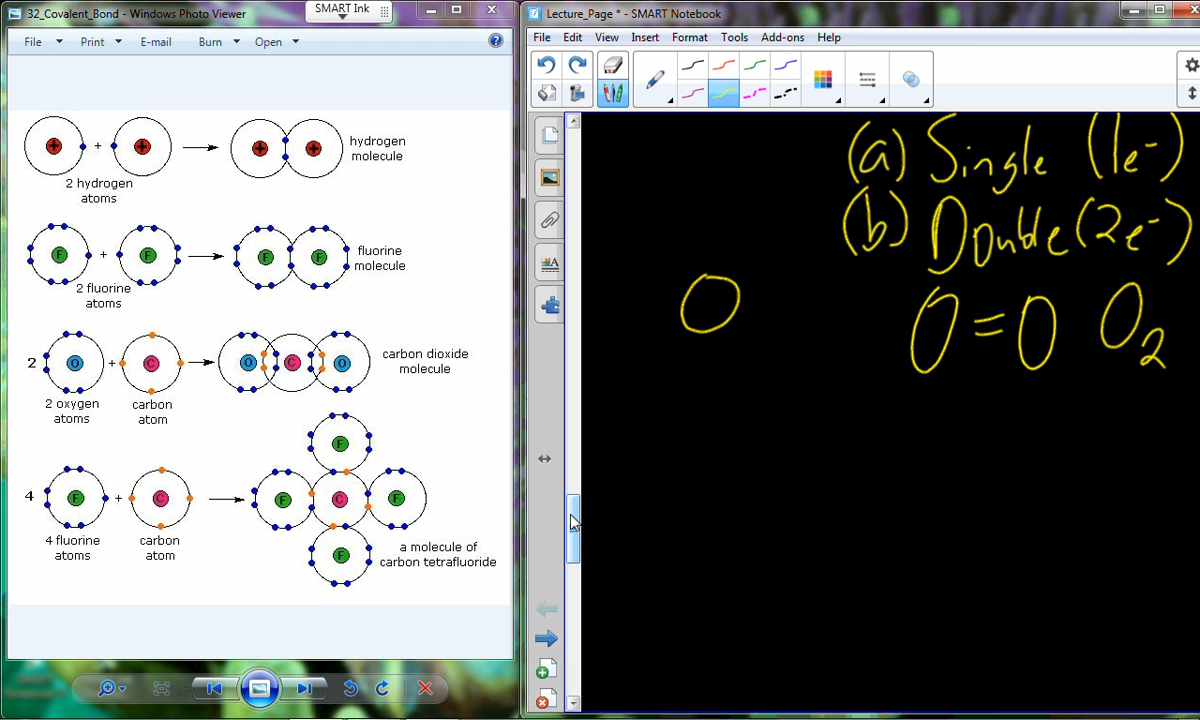 32_Covalent_Bond - Windows Photo Viewer
SMART Ink
File Print E-mail Burn Open
+ + +
2 hydrogen
atoms
hydrogen
molecule
F + F F F
2 fluorine
atoms
fluorine
molecule
2 O + C O C O
2 oxygen
atoms
carbon
atom
carbon dioxide
molecule
4 F + C F F C F F
4 fluorine
atoms
carbon
atom
a molecule of
carbon tetrafluoride
Lecture_Page * - SMART Notebook
File Edit View Insert Format Tools Add-ons Help
(a) Single (1e-)
(b) Double (2e-)
O O=O O2